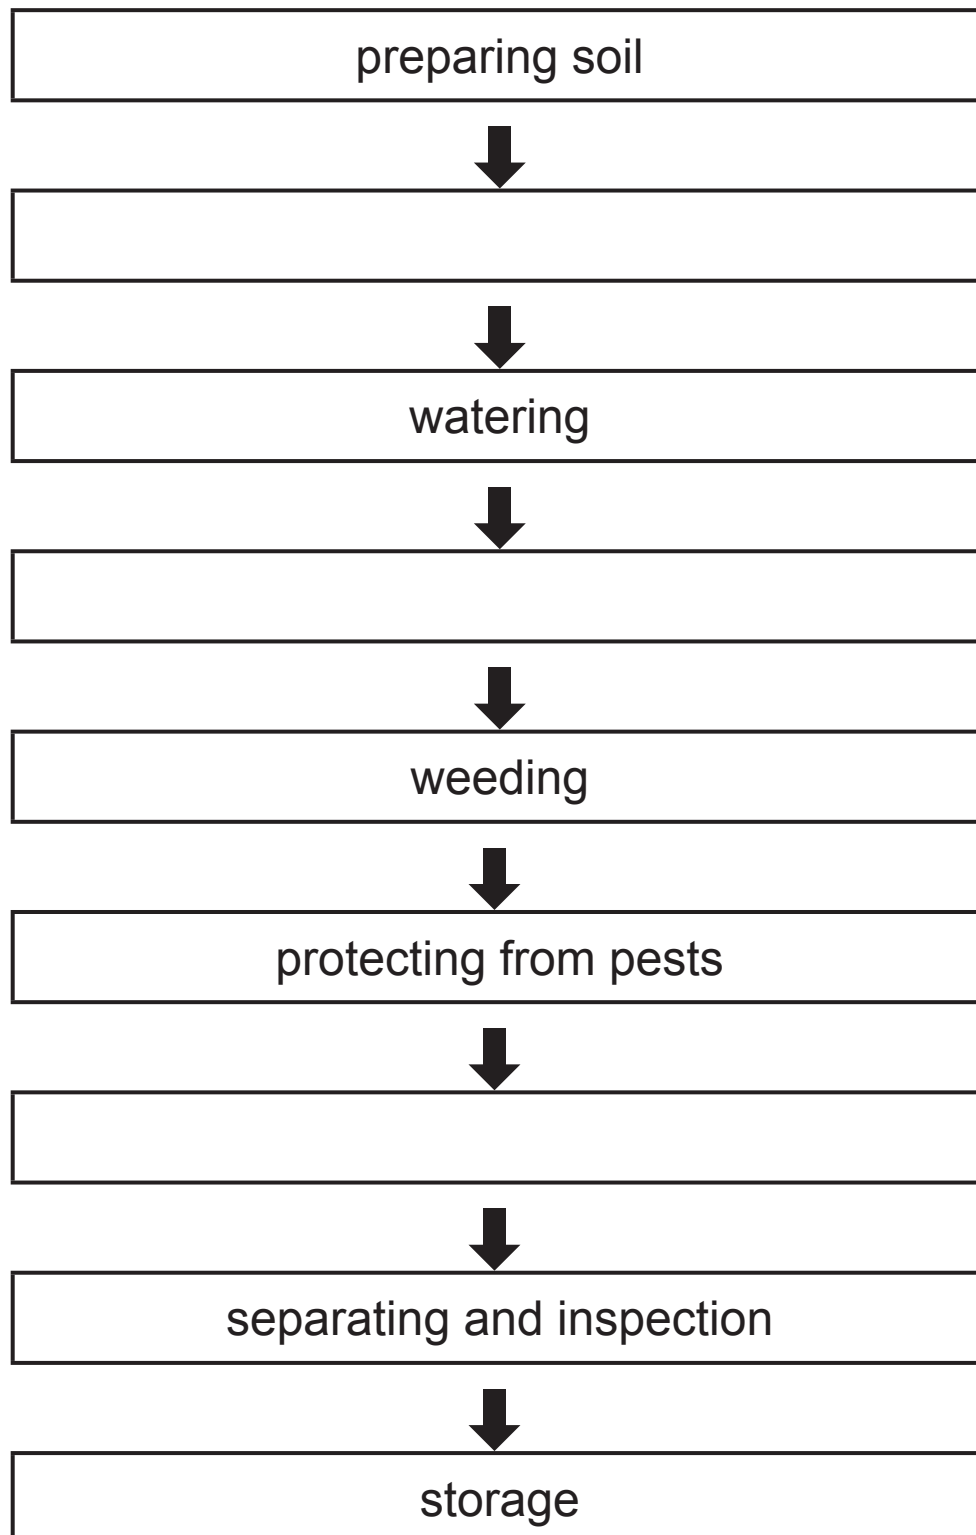 preparing soil
watering
weeding
protecting from pests
separating and inspection
storage